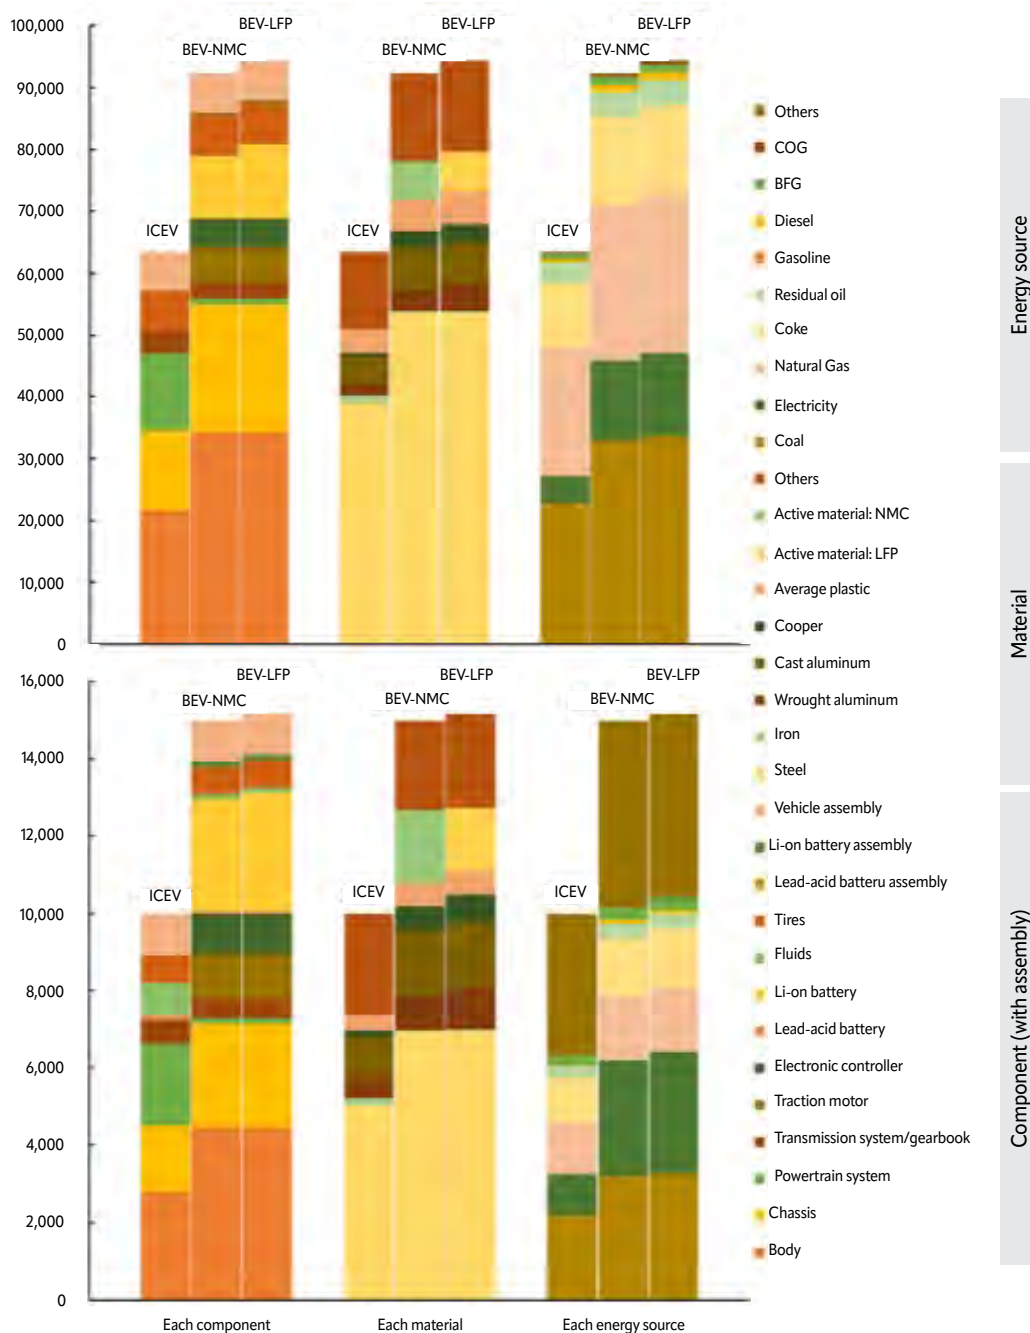 100,000
90,000
80,000
70,000
60,000
50,000
40,000
30,000
20,000
10,000
0
BEV-LFP
BEV-NMC
ICEV
BEV-LFP
BEV-NMC
ICEV
BEV-LFP
BEV-NMC
ICEV
16,000
14,000
12,000
10,000
8,000
6,000
4,000
2,000
0
BEV-LFP
BEV-NMC
ICEV
BEV-LFP
BEV-NMC
ICEV
BEV-LFP
BEV-NMC
ICEV
Each component
Each material
Each energy source
Others
COG
BFG
Diesel
Gasoline
Residual oil
Coke
Natural Gas
Electricity
Coal
Others
Active material: NMC
Active material: LFP
Average plastic
Cooper
Cast aluminum
Wrought aluminum
Iron
Steel
Vehicle assembly
Li-on battery assembly
Lead-acid batteru assembly
Tires
Fluids
Li-on battery
Lead-acid battery
Electronic controller
Traction motor
Transmission system/gearbook
Powertrain system
Chassis
Body
Energy source
Material
Component (with assembly)